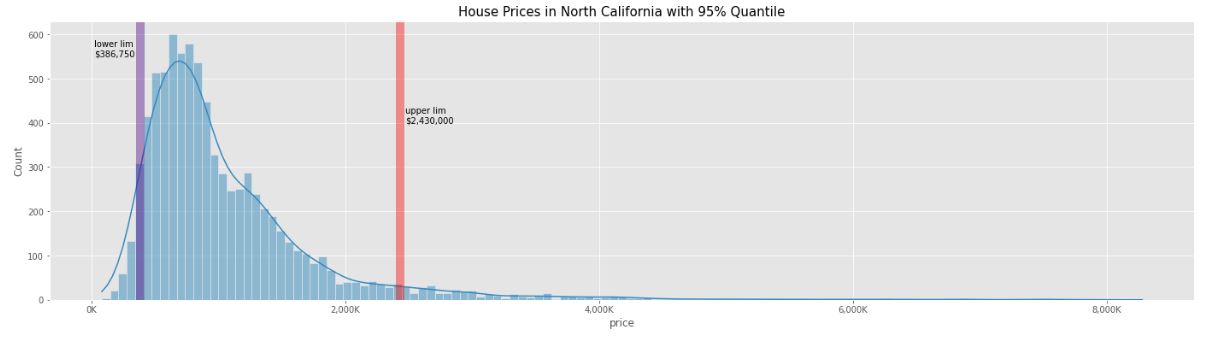 House Prices in North California with 95% Quantile
600
500
400
300
200
100
0
Count
lower lim
$386,750
upper lim
$2,430,000
0K
2,000K
4,000K
6,000K
8,000K
price